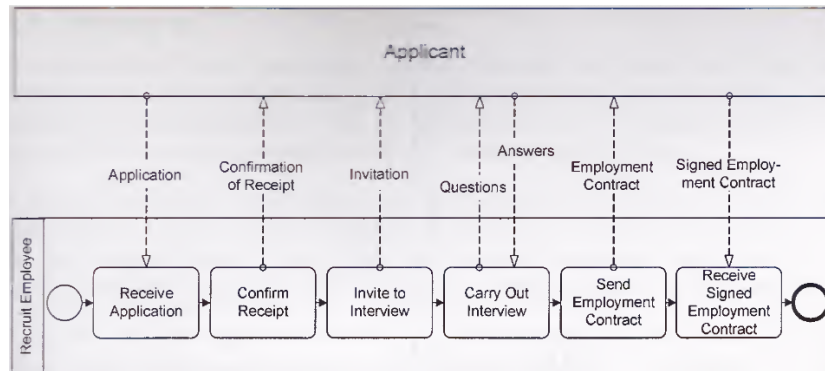 Applicant
Application
Confirmation
of Receipt
Invitation
Questions
Answers
Employment
Contract
Signed Employ-
ment Contract
Recruit Employee
Receive
Application
Confirm
Receipt
Invite to
Interview
Carry Out
Interview
Send
Employment
Contract
Receive
Signed
Employment
Contract